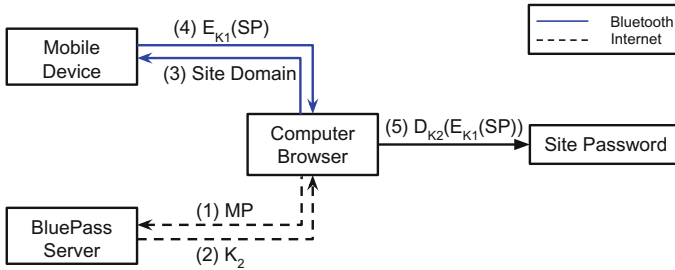 (4) E_K1(SP)
Bluetooth
Internet
Mobile
Device
(3) Site Domain
Computer
Browser
(5) D_K2(E_K1(SP))
Site Password
(1) MP
BluePass
Server
(2) K_2